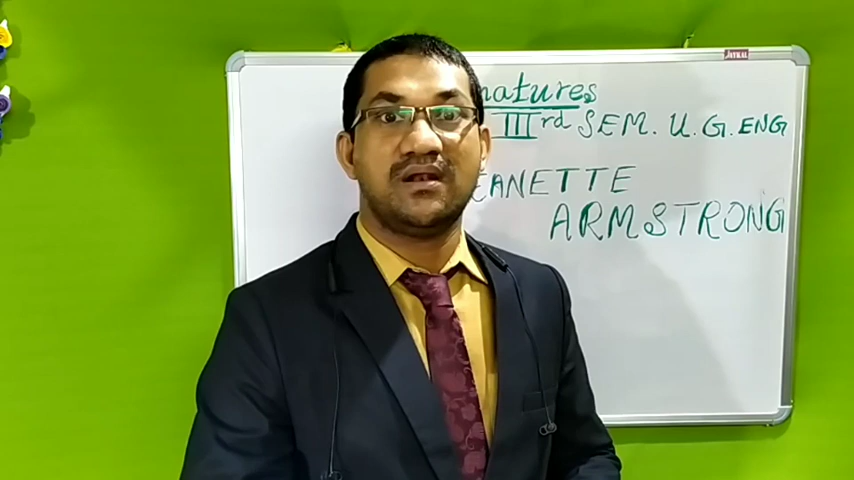 natures
IIIrd SEM. U.G. ENG
EANETTE
ARMSTRONG